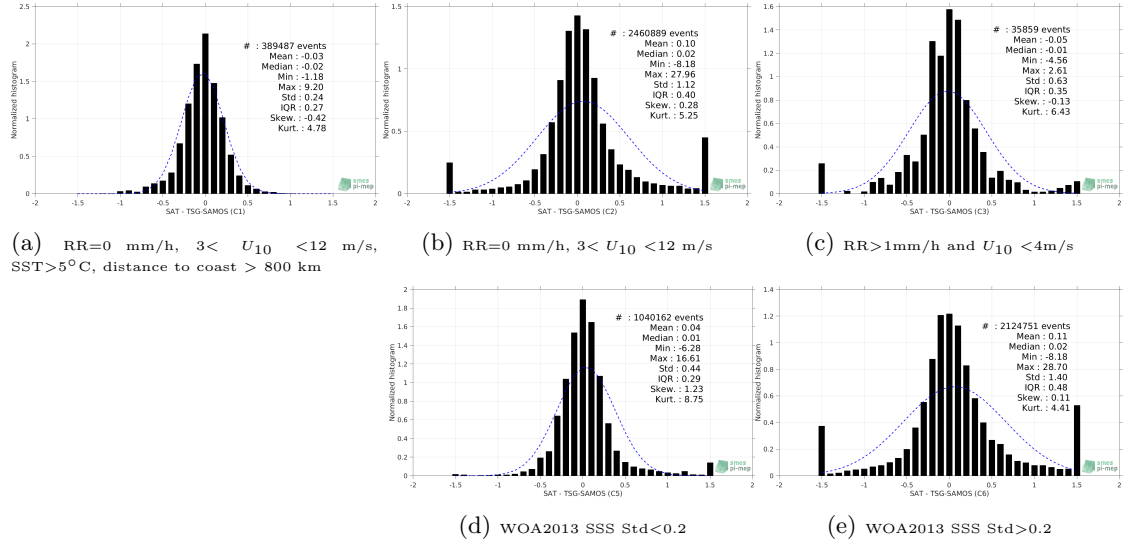 2.5
2
1.5
1
0.5
0
Normalized histogram
# : 389487 events
Mean : -0.03
Median : -0.02
Min : -1.18
Max : 9.20
Std : 0.24
IQR : 0.27
Skew. : -0.42
Kurt. : 4.78
smos
pi-mep
-2 -1.5 -1 -0.5 0 0.5 1 1.5 2
SAT - TSG-SAMOS (C1)
(a) RR=0 mm/h, 3< U10 <12 m/s,
SST>5°C, distance to coast > 800 km
1.5
1
0.5
0
Normalized histogram
# : 2460889 events
Mean : 0.10
Median : 0.02
Min : -8.18
Max : 27.96
Std : 1.12
IQR : 0.40
Skew. : 0.28
Kurt. : 5.25
smos
pi-mep
-2 -1.5 -1 -0.5 0 0.5 1 1.5 2
SAT - TSG-SAMOS (C2)
(b) RR=0 mm/h, 3< U10 <12 m/s
1.6
1.4
1.2
1
0.8
0.6
0.4
0.2
0
Normalized histogram
# : 35859 events
Mean : -0.05
Median : -0.01
Min : -4.56
Max : 2.61
Std : 0.63
IQR : 0.35
Skew. : -0.13
Kurt. : 6.43
smos
pi-mep
-2 -1.5 -1 -0.5 0 0.5 1 1.5 2
SAT - TSG-SAMOS (C3)
(c) RR>1mm/h and U10 <4m/s
2
1.8
1.6
1.4
1.2
1
0.8
0.6
0.4
0.2
0
Normalized histogram
# : 1040162 events
Mean : 0.04
Median : 0.01
Min : -6.28
Max : 16.61
Std : 0.44
IQR : 0.29
Skew. : 1.23
Kurt. : 8.75
smos
pi-mep
-2 -1.5 -1 -0.5 0 0.5 1 1.5 2
SAT - TSG-SAMOS (C5)
(d) WOA2013 SSS Std<0.2
1.4
1.2
1
0.8
0.6
0.4
0.2
0
Normalized histogram
# : 2124751 events
Mean : 0.11
Median : 0.02
Min : -8.18
Max : 28.70
Std : 1.40
IQR : 0.48
Skew. : 0.11
Kurt. : 4.41
smos
pi-mep
-2 -1.5 -1 -0.5 0 0.5 1 1.5 2
SAT - TSG-SAMOS (C6)
(e) WOA2013 SSS Std>0.2